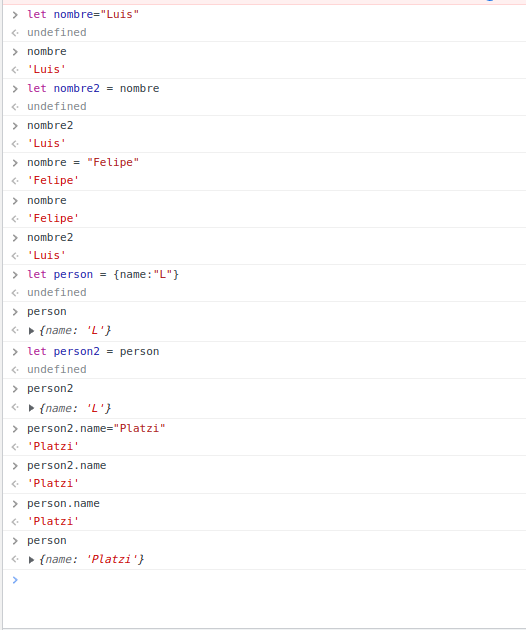 let nombre="Luis"
undefined
nombre
'Luis'
let nombre2 = nombre
undefined
nombre2
'Luis'
nombre = "Felipe"
'Felipe'
nombre
'Felipe'
nombre2
'Luis'
let person = {name:"L"}
undefined
person
{name: 'L'}
let person2 = person
undefined
person2
{name: 'L'}
person2.name="Platzi"
'Platzi'
person2.name
'Platzi'
person.name
'Platzi'
person
{name: 'Platzi'}